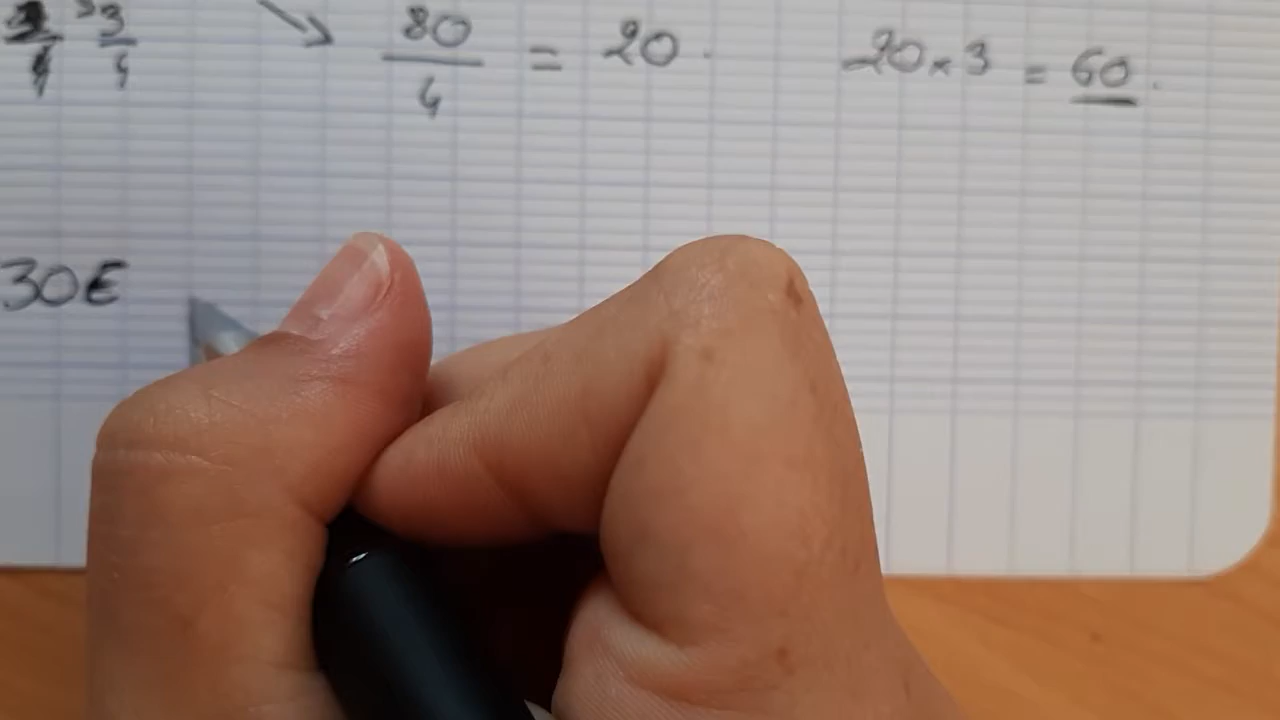 3/4 80/4 = 20. 20 × 3 = 60.
30€